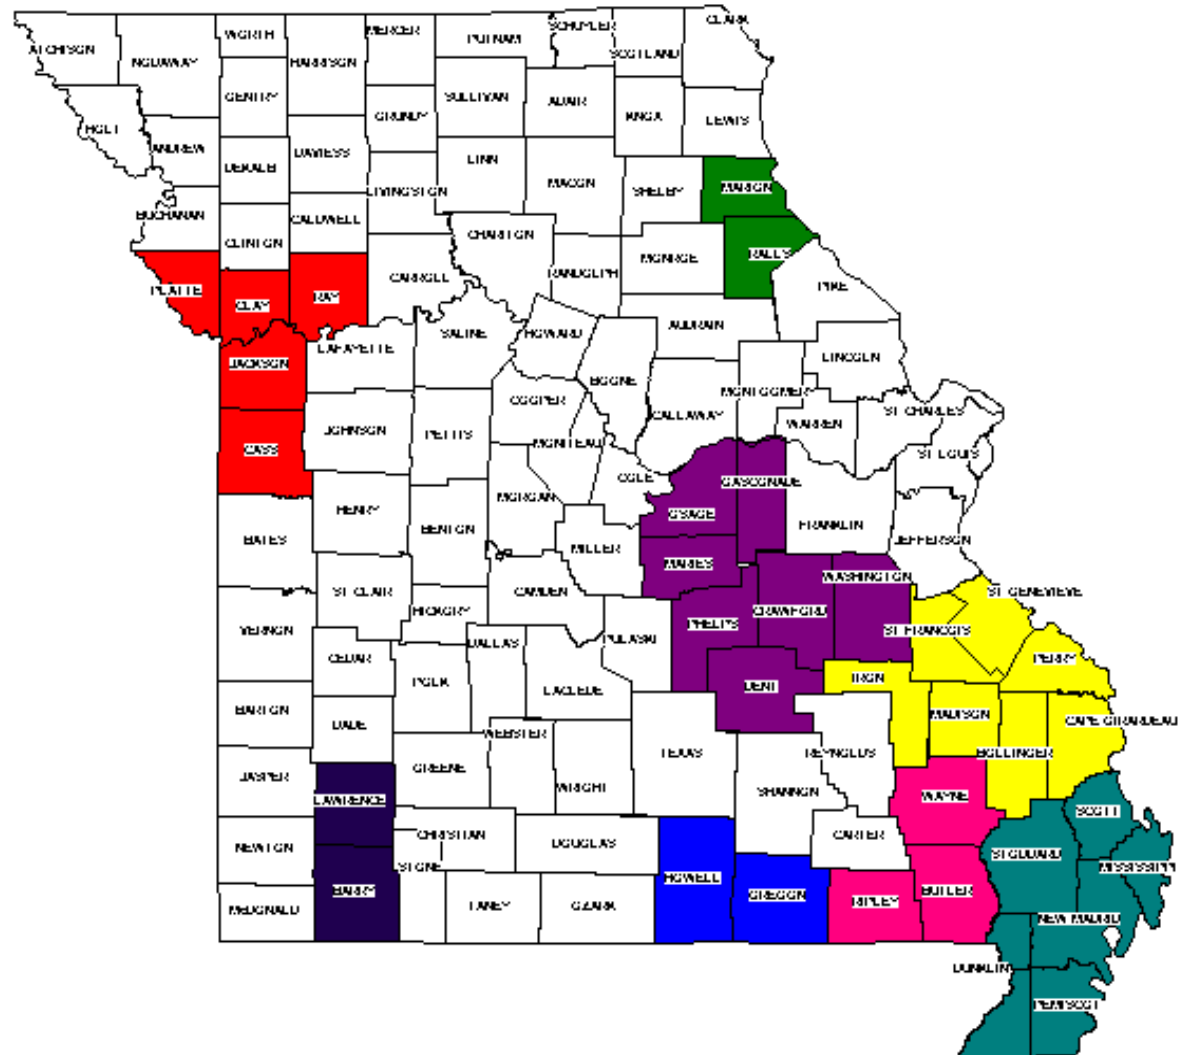 CLARK
SCHUYLER
WORTH
MERCER
PUTNAM
ATCHISON
SCOTLAND
NODAWAY
HARRISON
GENTRY
SULLIVAN
ADAIR
KNOX
LEWIS
GRUNDY
HOLT
ANDREW
DAVIESS
DEKALB
LINN
MACON
LIVINGSTON
SHELBY
MARION
BUCHANAN
CALDWELL
CLINTON
CHARITON
RALLS
MONROE
RANDOLPH
CARROLL
PLATTE
CLAY
RAY
PIKE
AUDRAIN
SALINE
HOWARD
LAFAYETTE
LINCOLN
JACKSON
BOONE
MONTGOMERY
COOPER
CALLAWAY
ST CHARLES
WARREN
JOHNSON
PETTIS
MONITEAU
CASS
ST LOUIS
COLE
GASCONADE
MORGAN
HENRY
OSAGE
FRANKLIN
BENTON
BATES
MILLER
JEFFERSON
MARIES
WASHINGTON
ST CLAIR
CAMDEN
ST GENEVIEVE
HICKORY
CRAWFORD
PHELPS
VERNON
ST FRANCOIS
DALLAS
PULASKI
CEDAR
PERRY
POLK
IRON
DENT
LACLEDE
BARTON
DADE
MADISON
CAPE GIRARDEAU
WEBSTER
TEXAS
REYNOLDS
BOLLINGER
GREENE
JASPER
WRIGHT
SHANNON
LAWRENCE
WAYNE
SCOTT
CHRISTIAN
CARTER
DOUGLAS
NEWTON
STODDARD
STONE
MISSISSIPPI
HOWELL
BARRY
BUTLER
GREGON
RIPLEY
TANEY
OZARK
MCDONALD
NEW MADRID
DUNKLIN
PEMISCOT